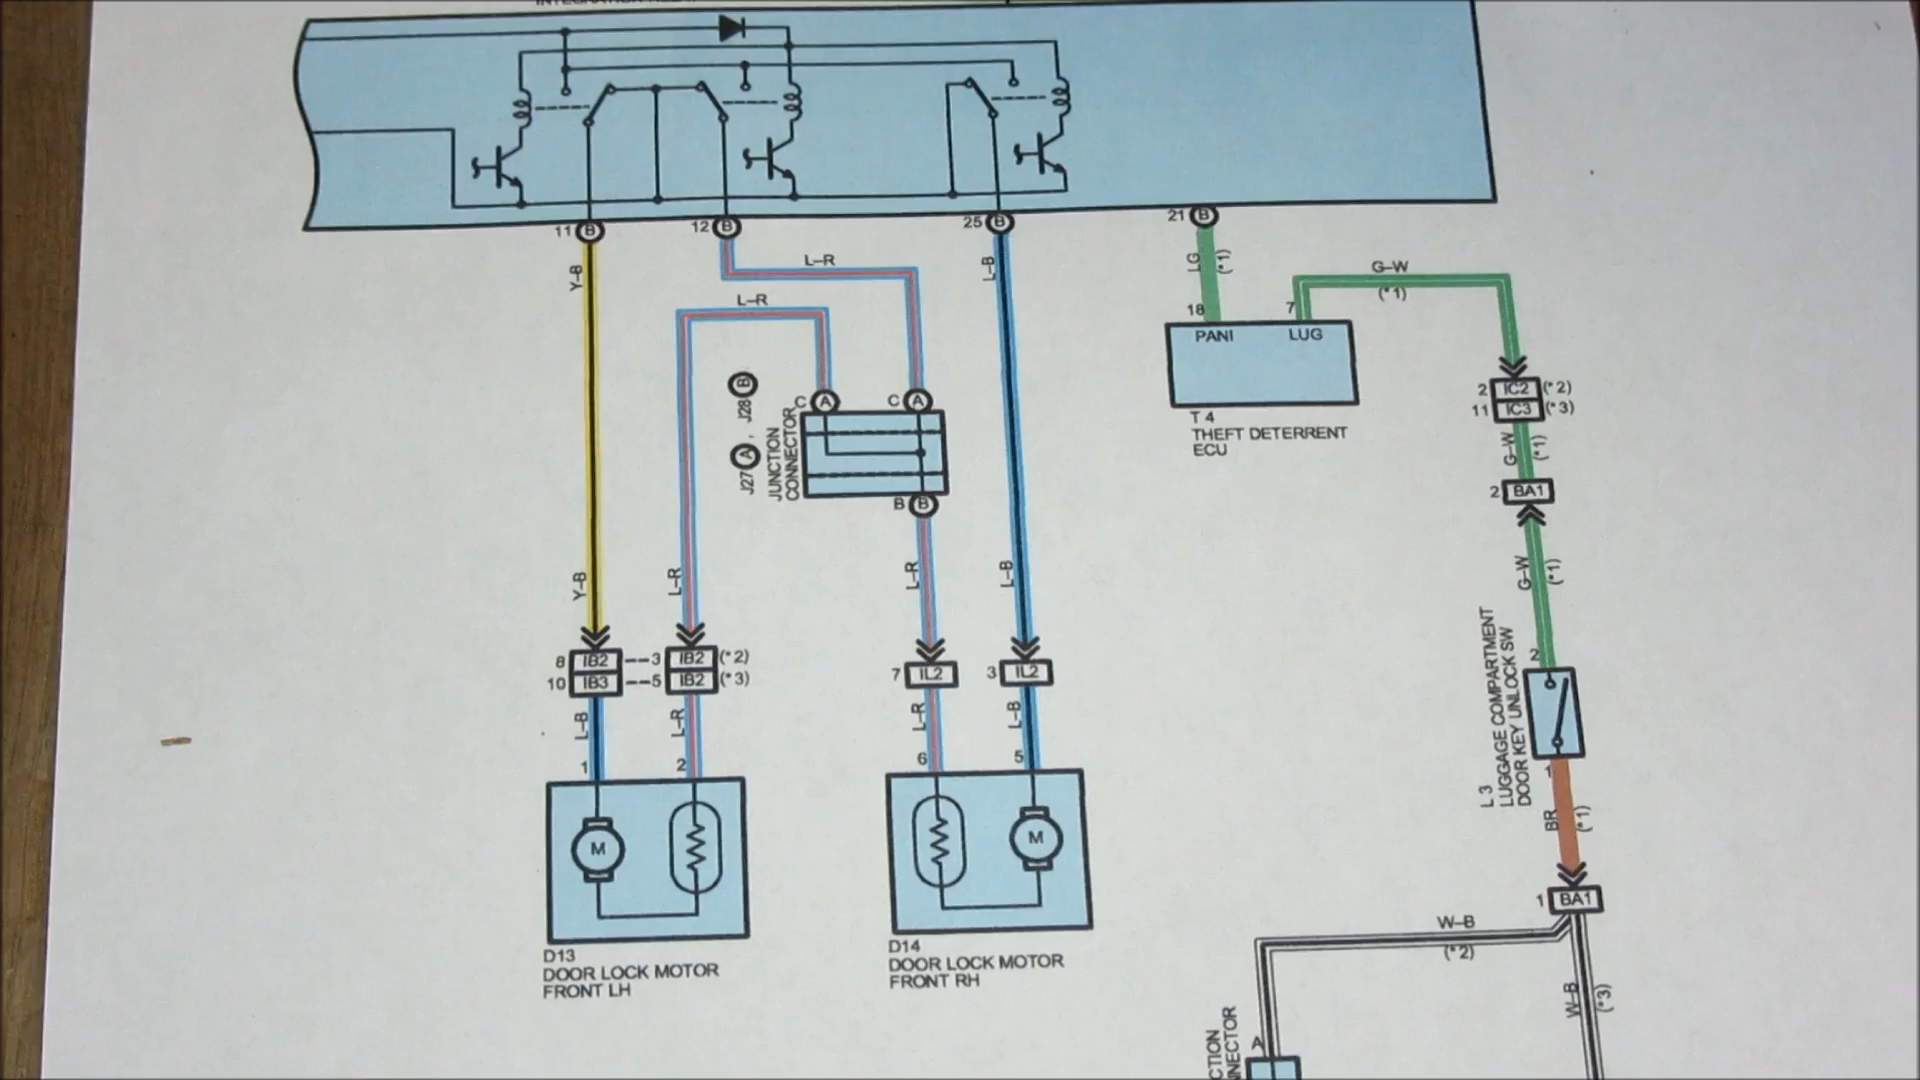 11 B
12 B
25 B
21 B
Y-B
L-R
L-B
LG
(*1)
G-W
(*1)
L-R
18
7
PANI
LUG
T 4
THEFT DETERRENT
ECU
J27 A , J28 B
JUNCTION
CONNECTOR
C A
C A
B B
2 IC2 (*2)
11 IC3 (*3)
G-W
(*1)
2 BA1
G-W
(*1)
Y-B
L-R
L-R
L-B
8 IB2 --3 IB2 (*2)
10 IB3 --5 IB2 (*3)
7 IL2
3 IL2
L-B
L-R
L-R
L-B
1
2
6
5
M
M
D13
DOOR LOCK MOTOR
FRONT LH
D14
DOOR LOCK MOTOR
FRONT RH
2
L 3
LUGGAGE COMPARTMENT
DOOR KEY UNLOCK SW
1
BR
(*1)
1 BA1
W-B
(*2)
W-B
(*3)
A